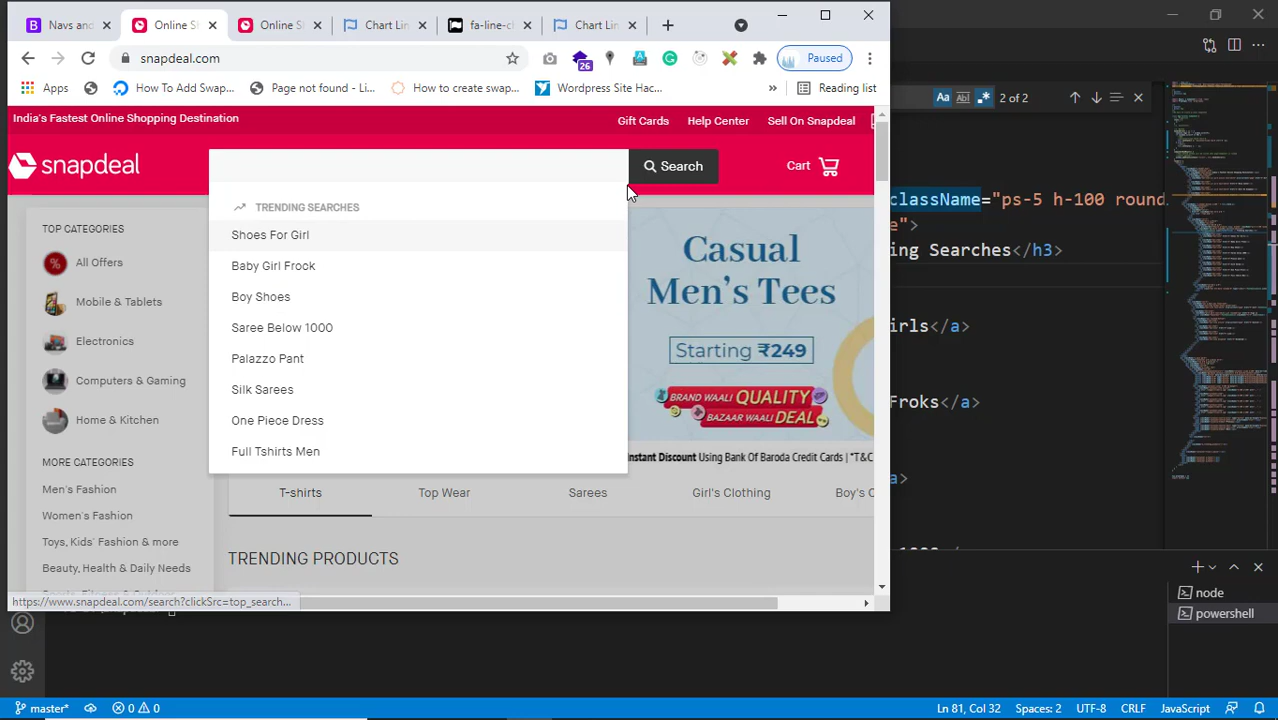 Navs and
Online S
Online S
Chart Lin
fa-line-c
Chart Lin
snapdeal.com
26
Paused
Apps
How To Add Swap...
Page not found - Li...
How to create swap...
Wordpress Site Hac...
»
Reading list
India's Fastest Online Shopping Destination
Gift Cards
Help Center
Sell On Snapdeal
snapdeal
Search
Cart
TRENDING SEARCHES
Shoes For Girl
Baby Girl Frook
Boy Shoes
Saree Below 1000
Palazzo Pant
Silk Sarees
One Piece Dress
Full Tshirts Men
TOP CATEGORIES
All Offers
Mobile & Tablets
Electronics
Computers & Gaming
Home & Kitchen
MORE CATEGORIES
Men's Fashion
Women's Fashion
Toys, Kids' Fashion & more
Beauty, Health & Daily Needs
Casual
Men's Tees
Starting ₹249
BRAND WAALI QUALITY
BAZAAR WAALI DEAL
Instant Discount Using Bank Of Baroda Credit Cards | *T&C
T-shirts
Top Wear
Sarees
Girl's Clothing
Boy's C
TRENDING PRODUCTS
https://www.snapdeal.com/search?clickSrc=top_search...
Aa
ab
2 of 2
className="ps-5 h-100 round
e">
ing Searches</h3>
irls</a>
Froks</a>
a>
node
powershell
master*
0
0
Ln 81, Col 32
Spaces: 2
UTF-8
CRLF
JavaScript